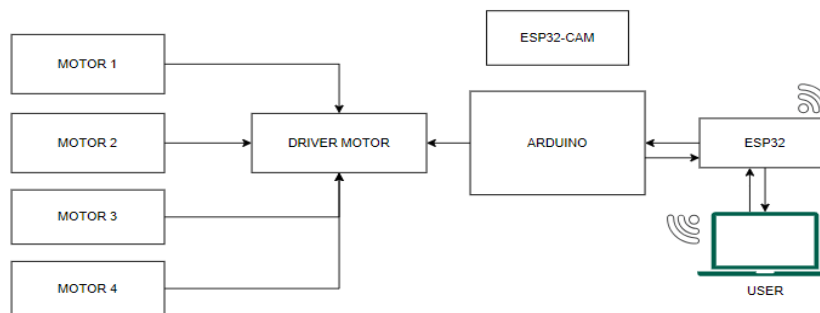 ESP32-CAM
MOTOR 1
MOTOR 2
DRIVER MOTOR
ARDUINO
ESP32
MOTOR 3
MOTOR 4
USER